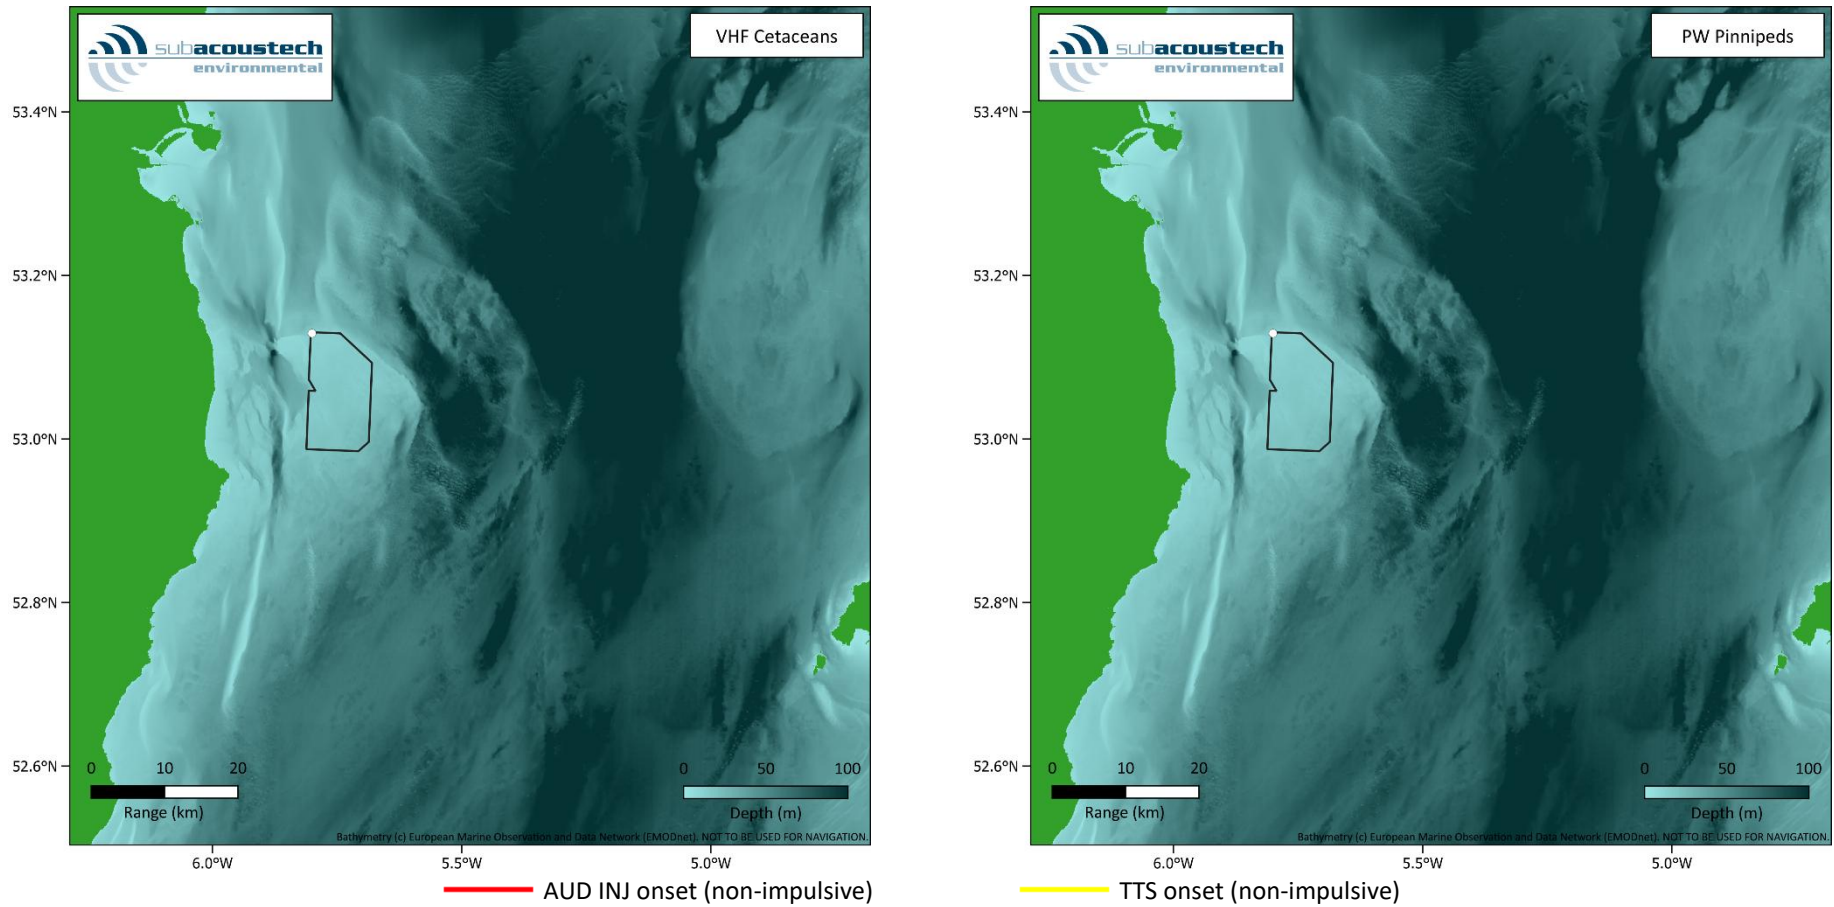 subacoustech
environmental
VHF Cetaceans
53.4°N
53.2°N
53.0°N
52.8°N
52.6°N
0 10 20
Range (km)
0 50 100
Depth (m)
Bathymetry (c) European Marine Observation and Data Network (EMODnet). NOT TO BE USED FOR NAVIGATION.
6.0°W 5.5°W 5.0°W
subacoustech
environmental
PW Pinnipeds
53.4°N
53.2°N
53.0°N
52.8°N
52.6°N
0 10 20
Range (km)
0 50 100
Depth (m)
Bathymetry (c) European Marine Observation and Data Network (EMODnet). NOT TO BE USED FOR NAVIGATION.
6.0°W 5.5°W 5.0°W
AUD INJ onset (non-impulsive) TTS onset (non-impulsive)